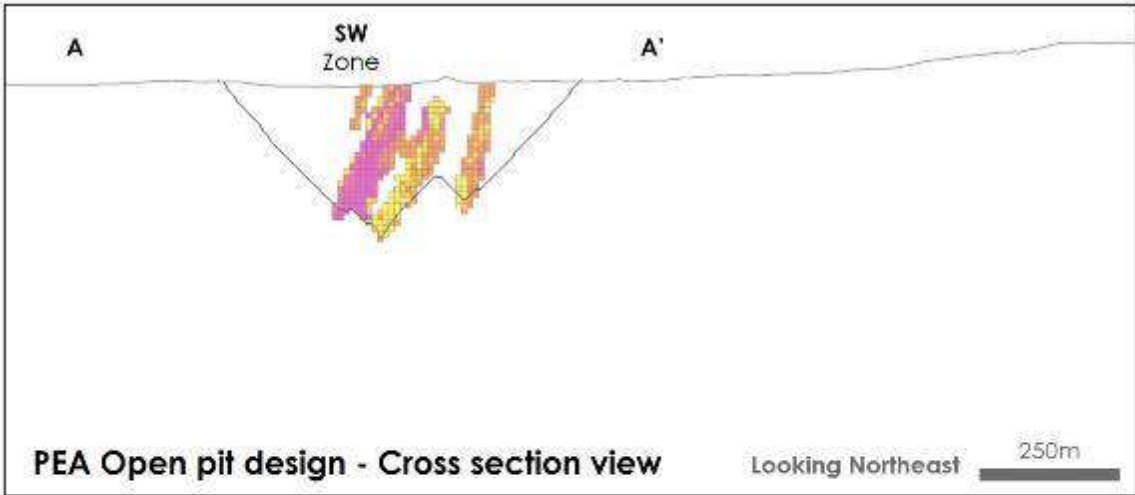 A
SW
Zone
A'
PEA Open pit design - Cross section view
Looking Northeast
250m